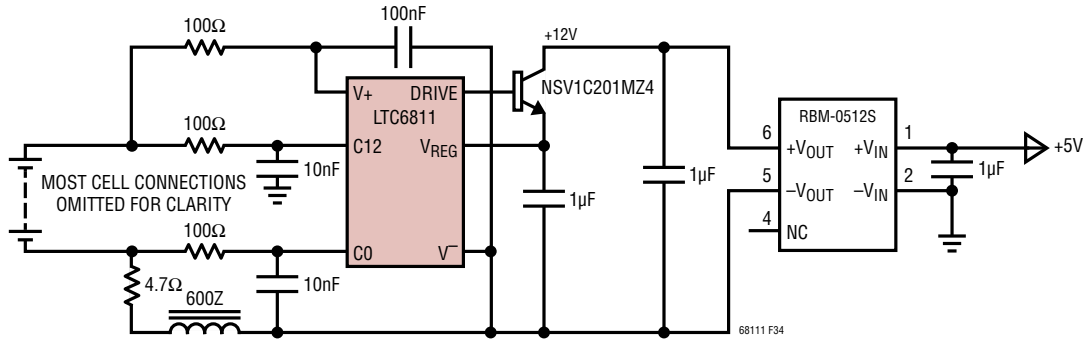 100Ω
100nF
+12V
NSV1C201MZ4
V+
DRIVE
LTC6811
RBM-0512S
100Ω
C12
VREG
6
+VOUT
+VIN
1
+5V
10nF
1µF
1µF
1µF
MOST CELL CONNECTIONS
OMITTED FOR CLARITY
5
–VOUT
–VIN
2
4
NC
100Ω
C0
V–
4.7Ω
10nF
600Z
68111 F34